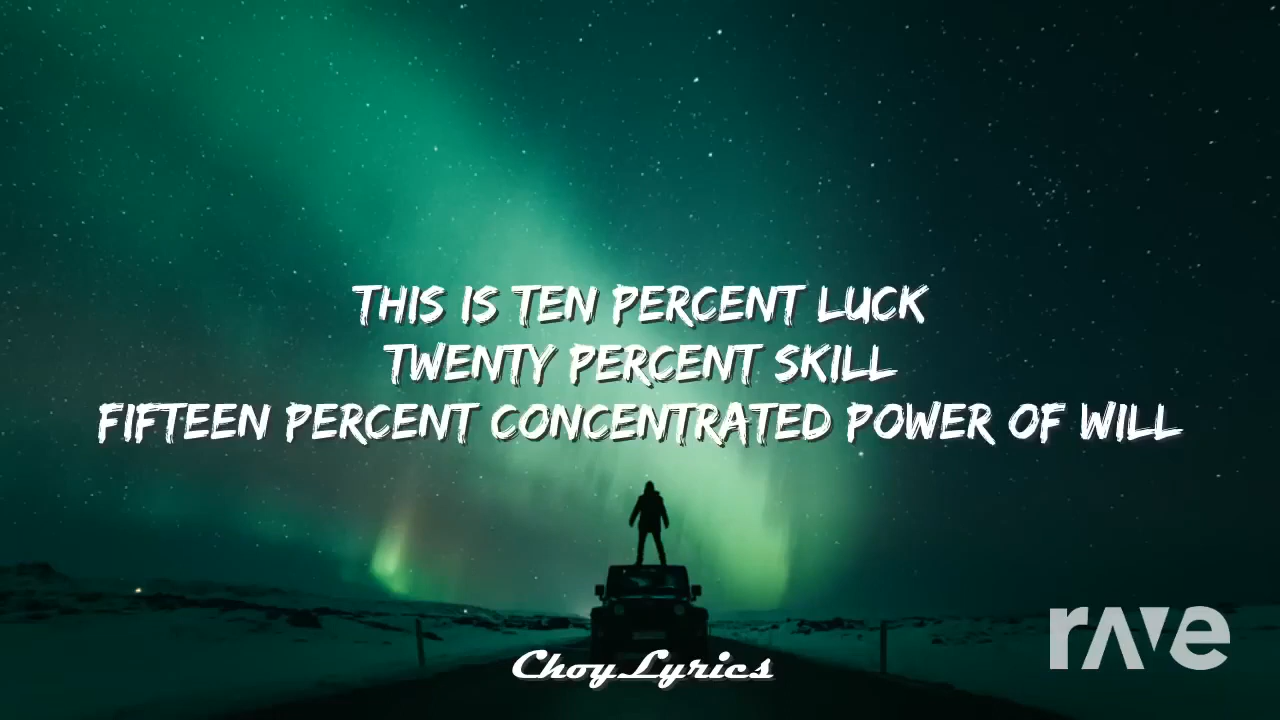 THIS IS TEN PERCENT LUCK
TWENTY PERCENT SKILL
FIFTEEN PERCENT CONCENTRATED POWER OF WILL
ChoyLyrics
rave